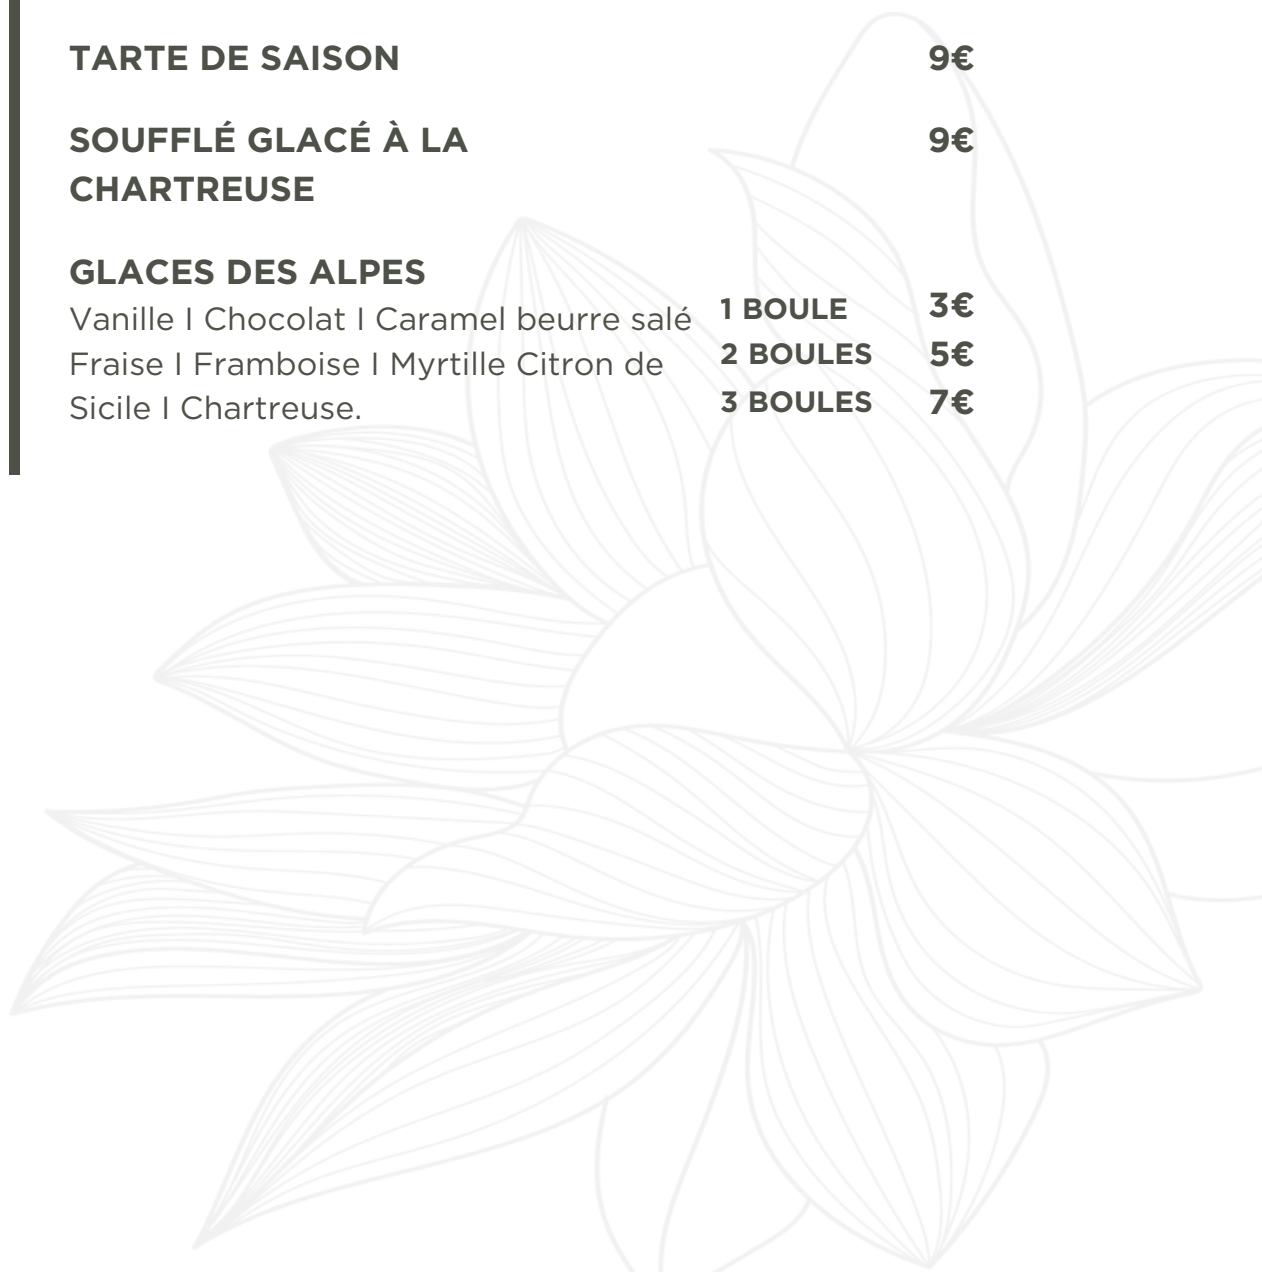 TARTE DE SAISON 9€
SOUFFLÉ GLACÉ À LA 9€
CHARTREUSE
GLACES DES ALPES
Vanille I Chocolat I Caramel beurre salé 1 BOULE 3€
Fraise I Framboise I Myrtille Citron de 2 BOULES 5€
Sicile I Chartreuse. 3 BOULES 7€